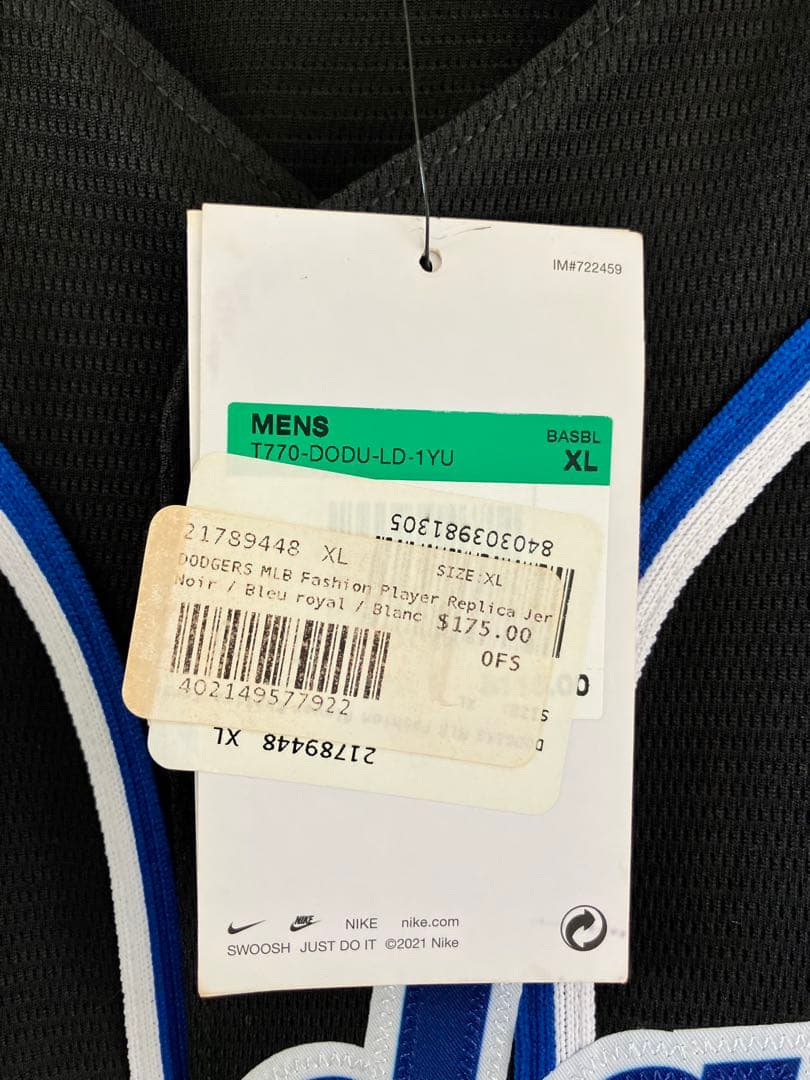 IM#722459
MENS
T770-DODU-LD-1YU
BASBL
XL
840303981305
21789448 XL
SIZE:XL
DODGERS MLB Fashion Player Replica Jer
Noir / Bleu royal / Blanc
$175.00
OFS
402149577922
21789448 XL
NIKE
NIKE nike.com
SWOOSH JUST DO IT ©2021 Nike